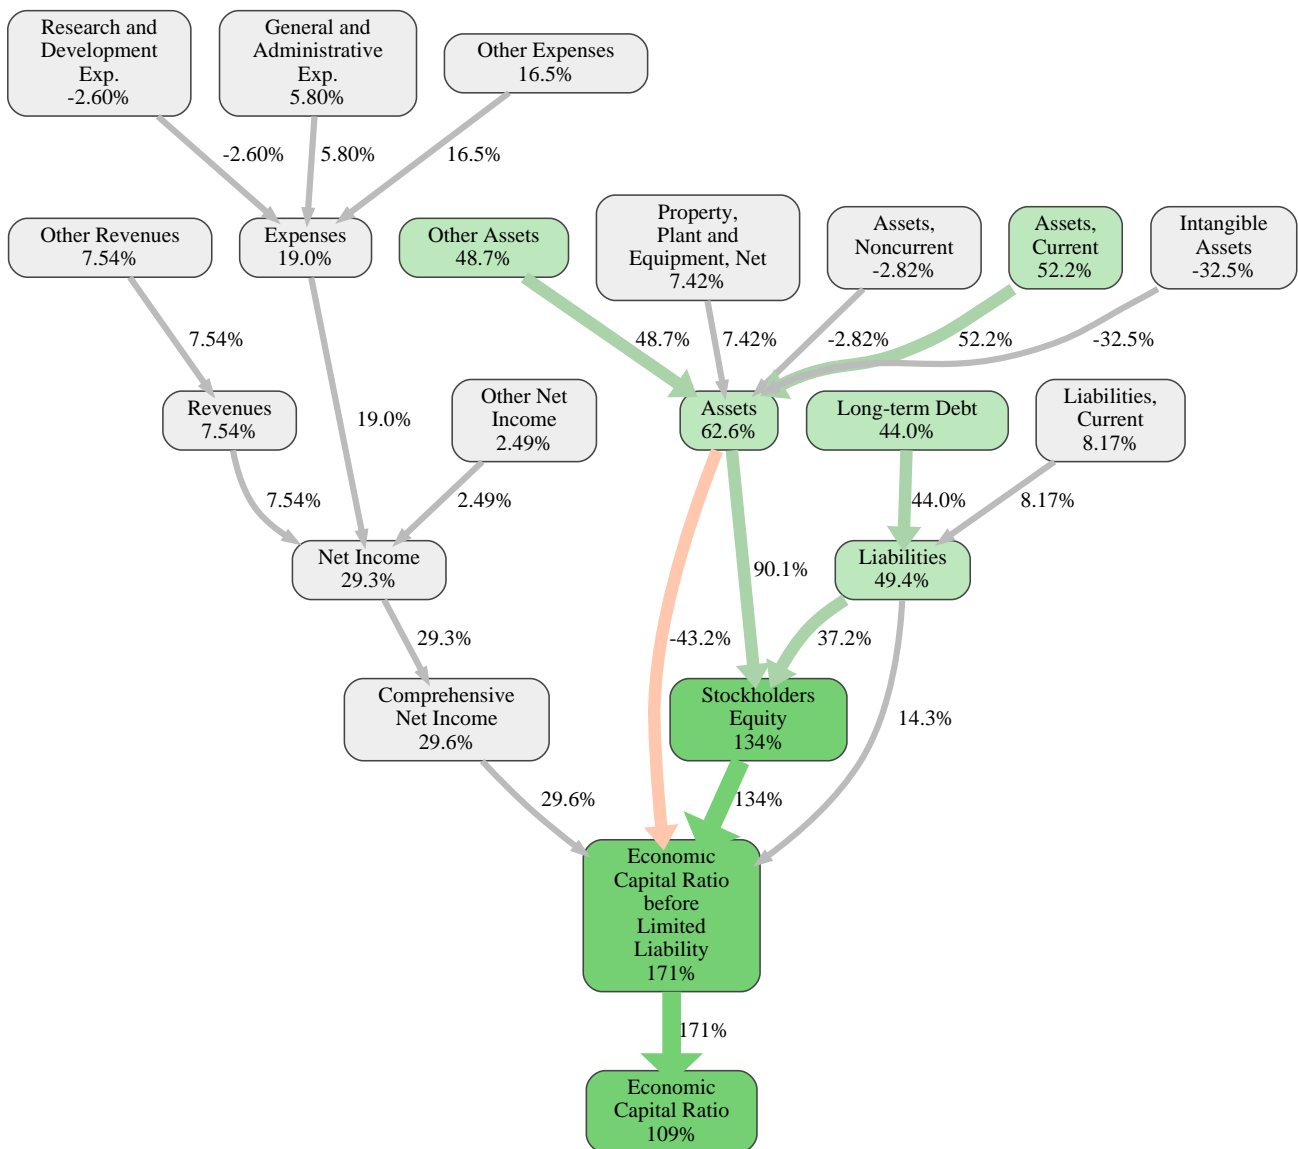 Research and
Development
Exp.
-2.60%
General and
Administrative
Exp.
5.80%
Other Expenses
16.5%
-2.60%
5.80%
16.5%
Other Revenues
7.54%
Expenses
19.0%
Other Assets
48.7%
Property,
Plant and
Equipment, Net
7.42%
Assets,
Noncurrent
-2.82%
Assets,
Current
52.2%
Intangible
Assets
-32.5%
7.54%
48.7%
7.42%
-2.82%
52.2%
-32.5%
Revenues
7.54%
19.0%
Other Net
Income
2.49%
Assets
62.6%
Long-term Debt
44.0%
Liabilities,
Current
8.17%
7.54%
2.49%
44.0%
8.17%
Net Income
29.3%
90.1%
Liabilities
49.4%
29.3%
-43.2%
37.2%
Comprehensive
Net Income
29.6%
Stockholders
Equity
134%
14.3%
29.6%
134%
Economic
Capital Ratio
before
Limited
Liability
171%
171%
Economic
Capital Ratio
109%